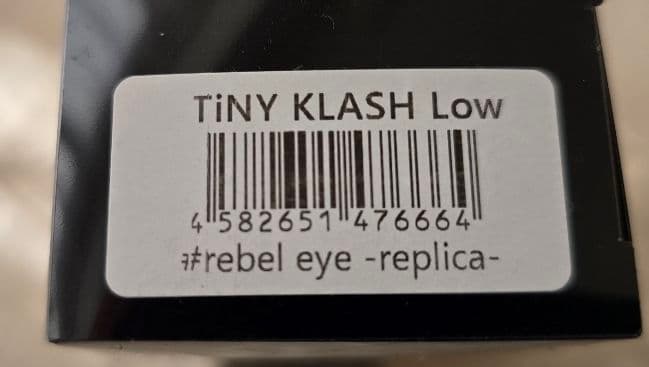 TiNY KLASH Low
4 582651 476664
#rebel eye -replica-